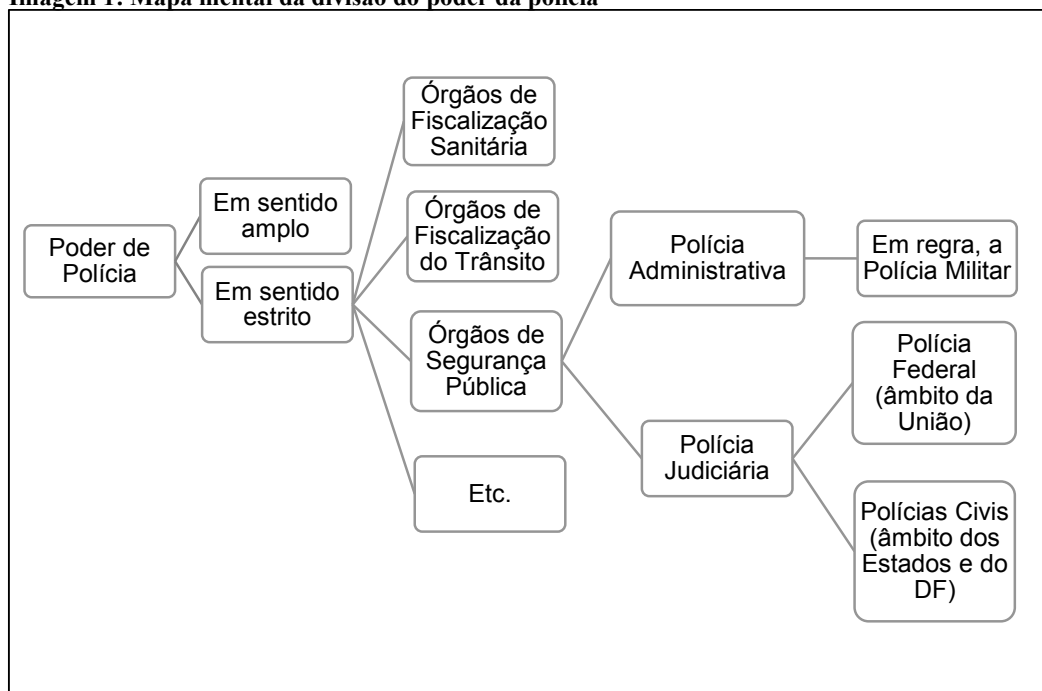 Imagem 1: Mapa mental da divisão do poder da polícia
Poder de
Polícia
Em sentido
amplo
Em sentido
estrito
Órgãos de
Fiscalização
Sanitária
Órgãos de
Fiscalização
do Trânsito
Órgãos de
Segurança
Pública
Etc.
Polícia
Administrativa
Em regra, a
Polícia Militar
Polícia
Judiciária
Polícia
Federal
(âmbito da
União)
Polícias Civis
(âmbito dos
Estados e do
DF)